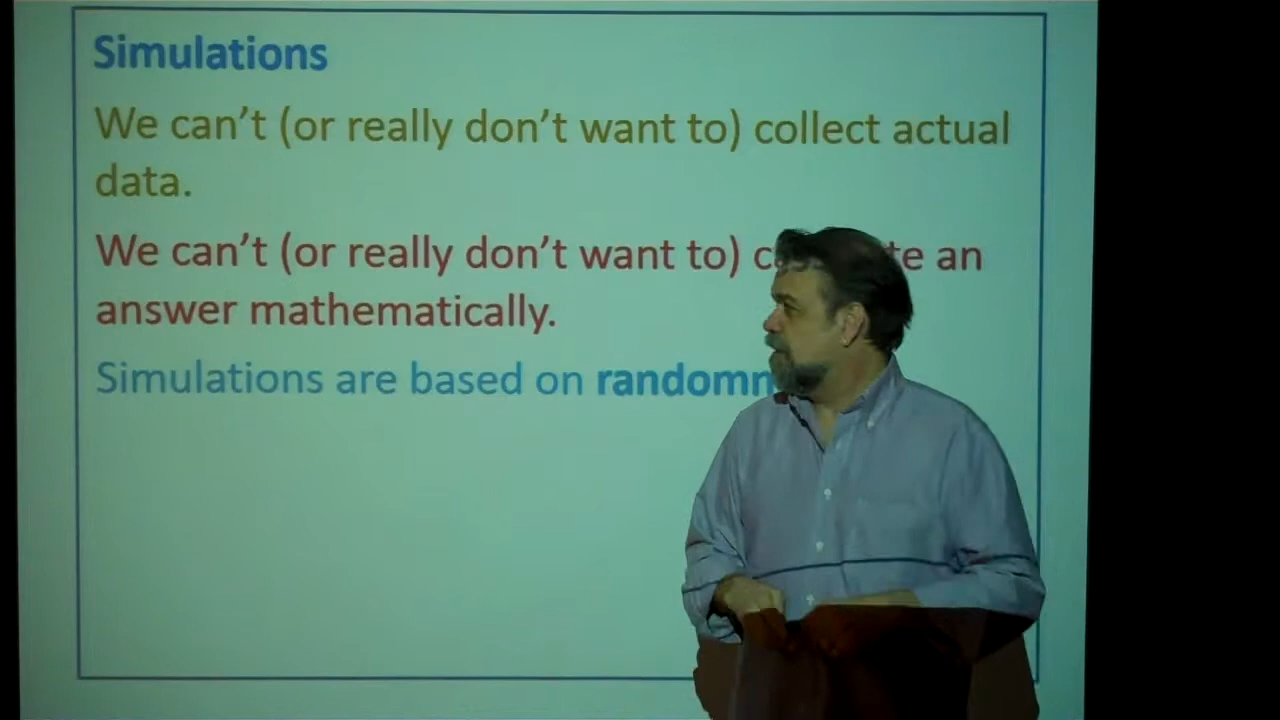 Simulations
We can't (or really don't want to) collect actual
data.
We can't (or really don't want to) an
answer mathematically.
Simulations are based on